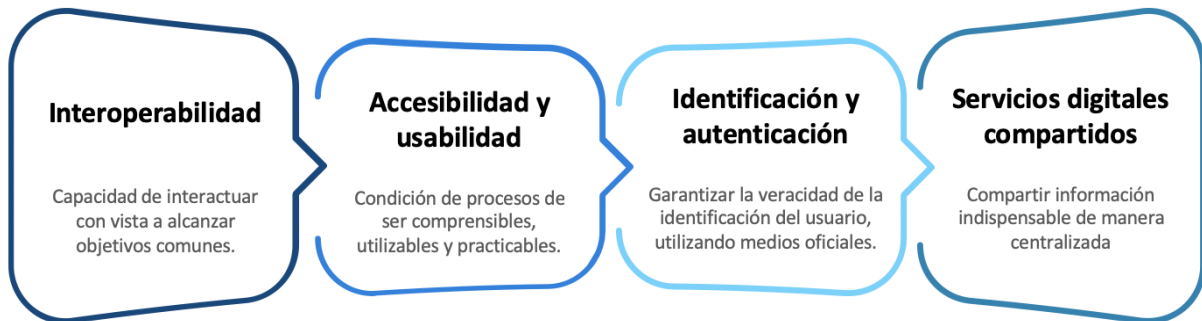 Interoperabilidad
Capacidad de interactuar
con vista a alcanzar
objetivos comunes.
Accesibilidad y
usabilidad
Condición de procesos de
ser comprensibles,
utilizables y practicables.
Identificación y
autenticación
Garantizar la veracidad de la
identificación del usuario,
utilizando medios oficiales.
Servicios digitales
compartidos
Compartir información
indispensable de manera
centralizada